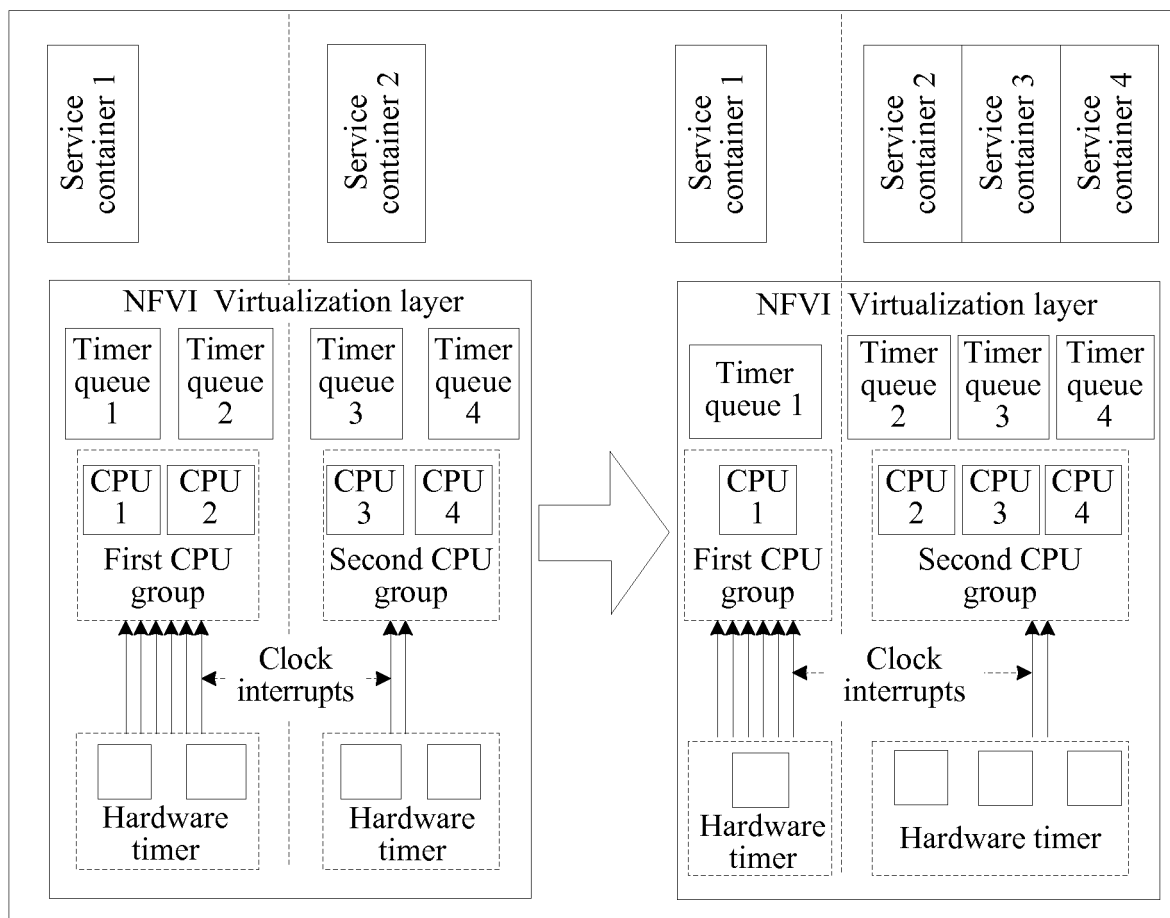 Service
container 1
Service
container 2
NFVI Virtualization layer
Timer
queue
1
Timer
queue
2
Timer
queue
3
Timer
queue
4
CPU
1
CPU
2
First CPU
group
CPU
3
CPU
4
Second CPU
group
Clock
interrupts
Hardware
timer
Hardware
timer
Service
container 1
Service
container 2
Service
container 3
Service
container 4
NFVI Virtualization layer
Timer
queue 1
Timer
queue
2
Timer
queue
3
Timer
queue
4
CPU
1
First CPU
group
CPU
2
CPU
3
CPU
4
Second CPU
group
Clock
interrupts
Hardware
timer
Hardware timer